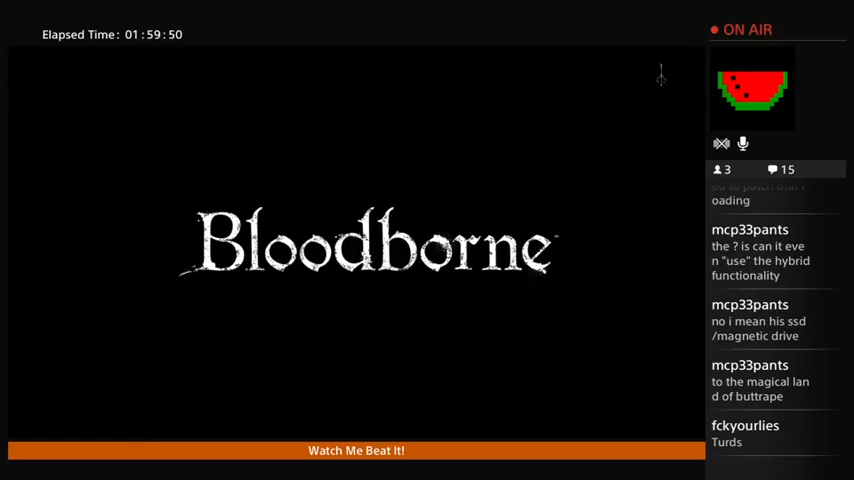 Elapsed Time: 01:59:50
ON AIR
3
15
oading
mcp33pants
the ? is can it eve
n "use" the hybrid
functionality
mcp33pants
no i mean his ssd
/magnetic drive
mcp33pants
to the magical lan
d of buttrape
fckyourlies
Turds
Bloodborne™
Watch Me Beat It!